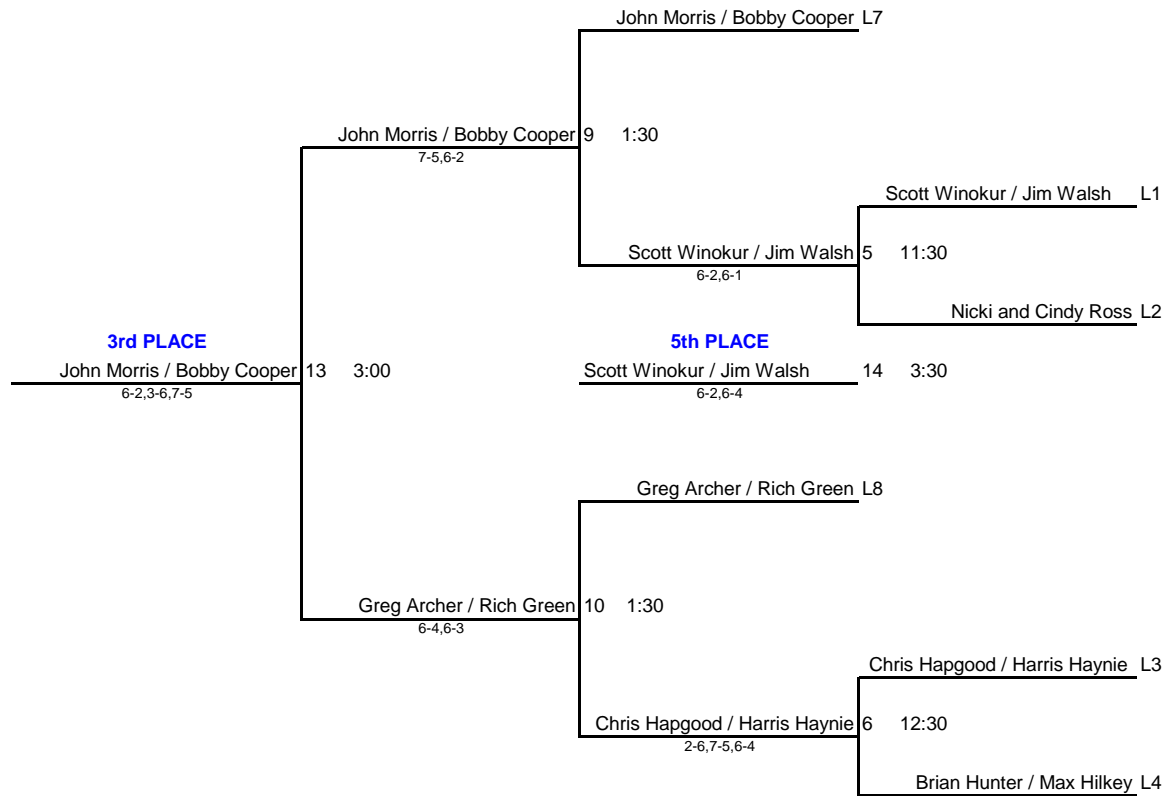 John Morris / Bobby Cooper L7
John Morris / Bobby Cooper 9 1:30
7-5,6-2
Scott Winokur / Jim Walsh L1
Scott Winokur / Jim Walsh 5 11:30
6-2,6-1
Nicki and Cindy Ross L2
3rd PLACE 5th PLACE
John Morris / Bobby Cooper 13 3:00 Scott Winokur / Jim Walsh 14 3:30
6-2,3-6,7-5 6-2,6-4
Greg Archer / Rich Green L8
Greg Archer / Rich Green 10 1:30
6-4,6-3
Chris Hapgood / Harris Haynie L3
Chris Hapgood / Harris Haynie 6 12:30
2-6,7-5,6-4
Brian Hunter / Max Hilkey L4